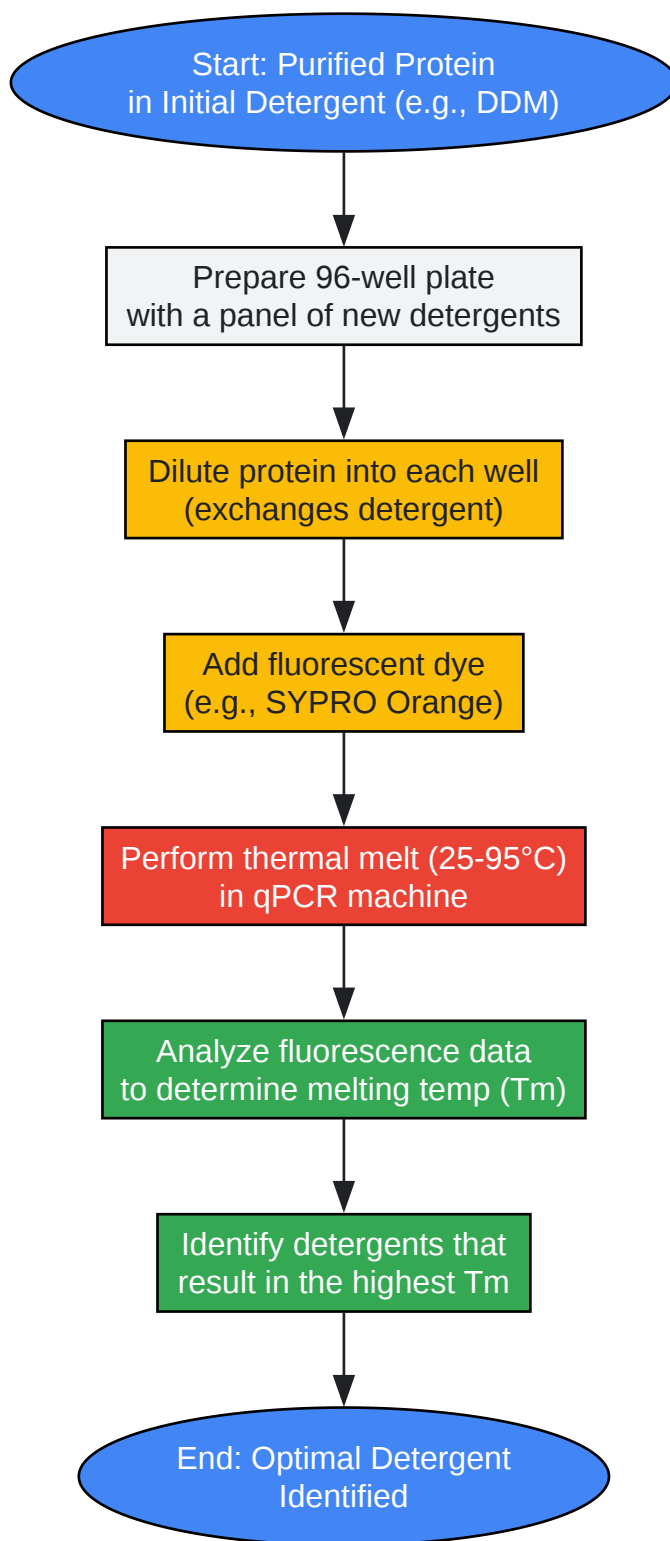 Start: Purified Protein
in Initial Detergent (e.g., DDM)
Prepare 96-well plate
with a panel of new detergents
Dilute protein into each well
(exchanges detergent)
Add fluorescent dye
(e.g., SYPRO Orange)
Perform thermal melt (25-95°C)
in qPCR machine
Analyze fluorescence data
to determine melting temp (Tm)
Identify detergents that
result in the highest Tm
End: Optimal Detergent
Identified